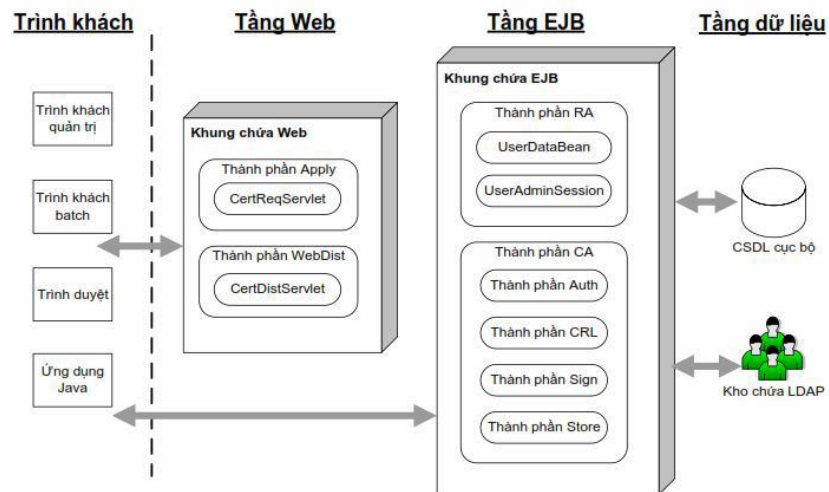 Trình khách
Tầng Web
Tầng EJB
Tầng dữ liệu
Trình khách
quản trị
Trình khách
batch
Trình duyệt
Ứng dụng
Java
Khung chứa Web
Thành phần Apply
CertReqServlet
Thành phần WebDist
CertDistServlet
Khung chứa EJB
Thành phần RA
UserDataBean
UserAdminSession
Thành phần CA
Thành phần Auth
Thành phần CRL
Thành phần Sign
Thành phần Store
CSDL cục bộ
Kho chứa LDAP